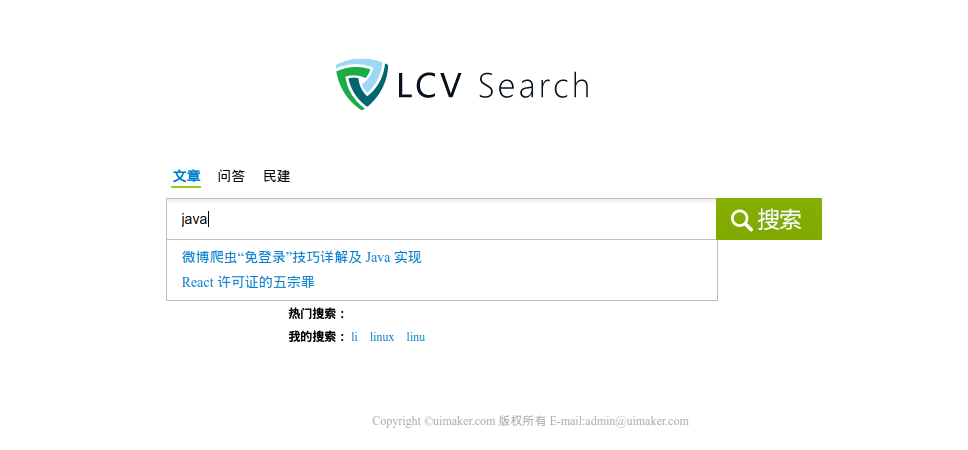 LCV Search
文章 问答 民建
java
搜索
微博爬虫“免登录”技巧详解及 Java 实现
React 许可证的五宗罪
热门搜索：
我的搜索： li linux linu
Copyright ©uimaker.com 版权所有 E-mail:admin@uimaker.com